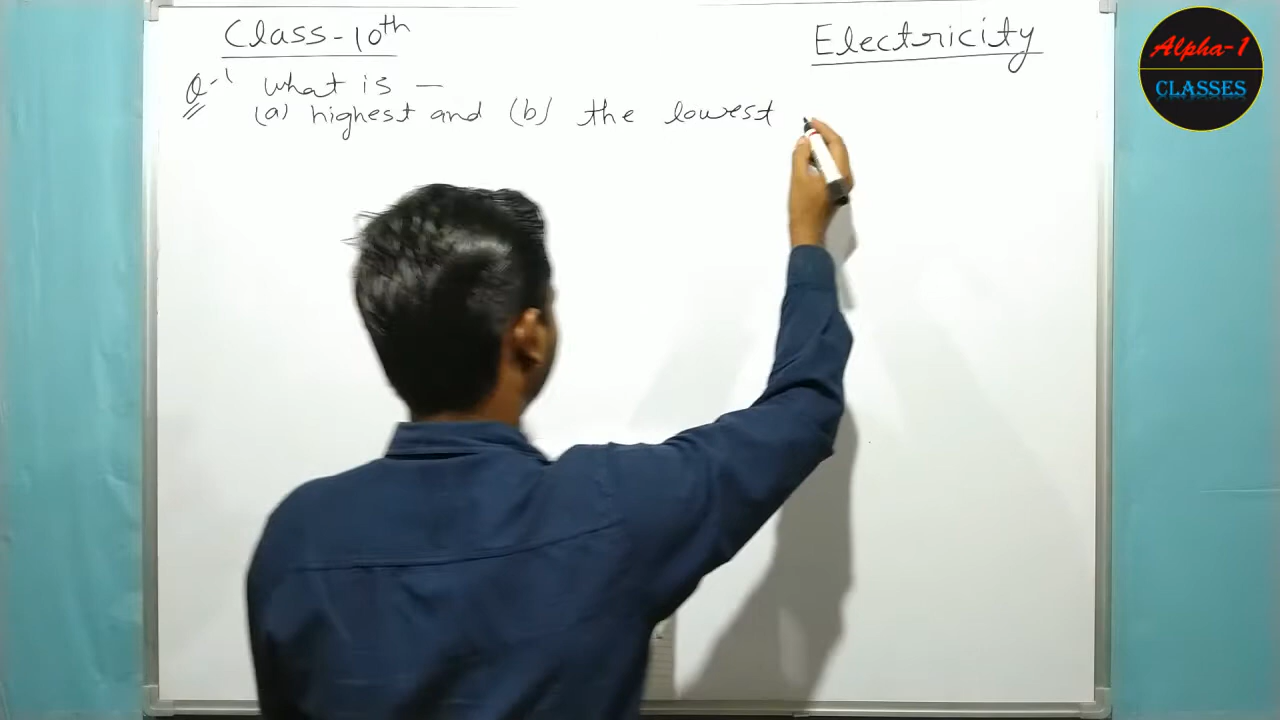 Class-10th
Electricity
Q-1 what is —
(a) highest and (b) the lowest
Alpha-1
CLASSES